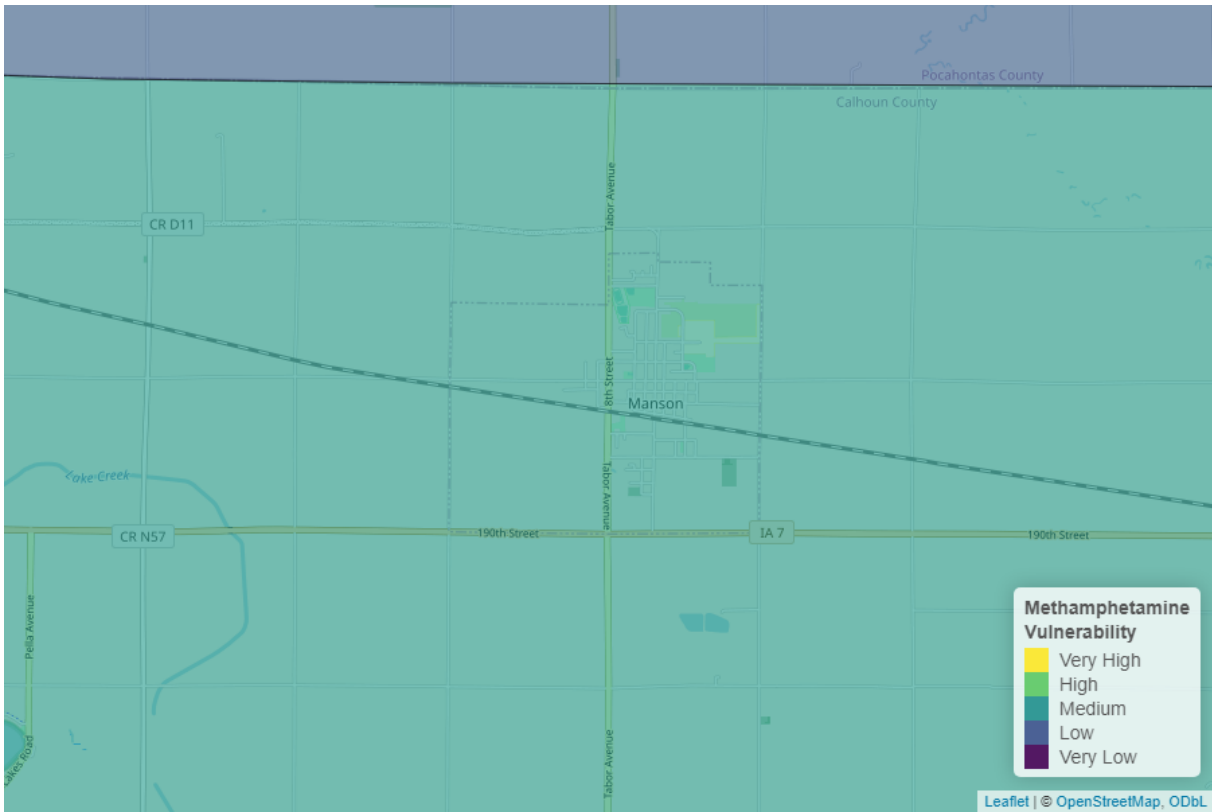 Pocahontas County
Calhoun County
Tabor Avenue
CR D11
8th Street
Manson
Lake Creek
Tabor Avenue
CR N57
190th Street
IA 7
190th Street
Pella Avenue
Lakes Road
Tabor Avenue
Methamphetamine
Vulnerability
Very High
High
Medium
Low
Very Low
Leaflet | © OpenStreetMap, ODbL